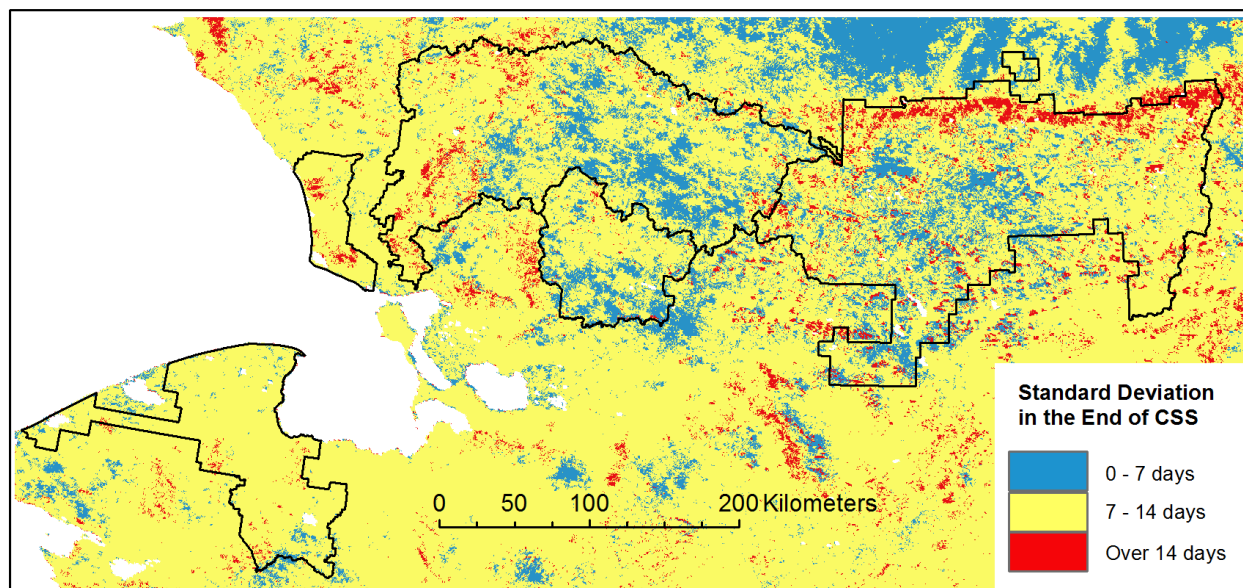 0 50 100 200 Kilometers
Standard Deviation
in the End of CSS
0 - 7 days
7 - 14 days
Over 14 days